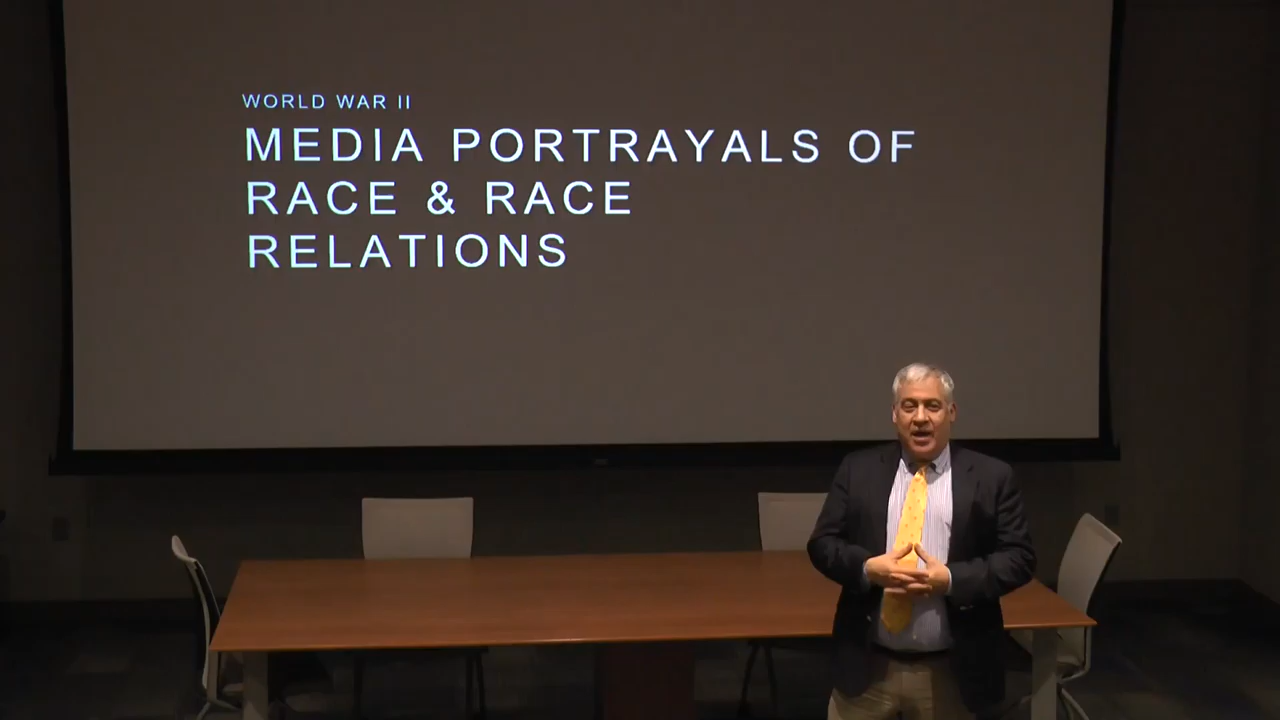 WORLD WAR II
MEDIA PORTRAYALS OF
RACE & RACE
RELATIONS